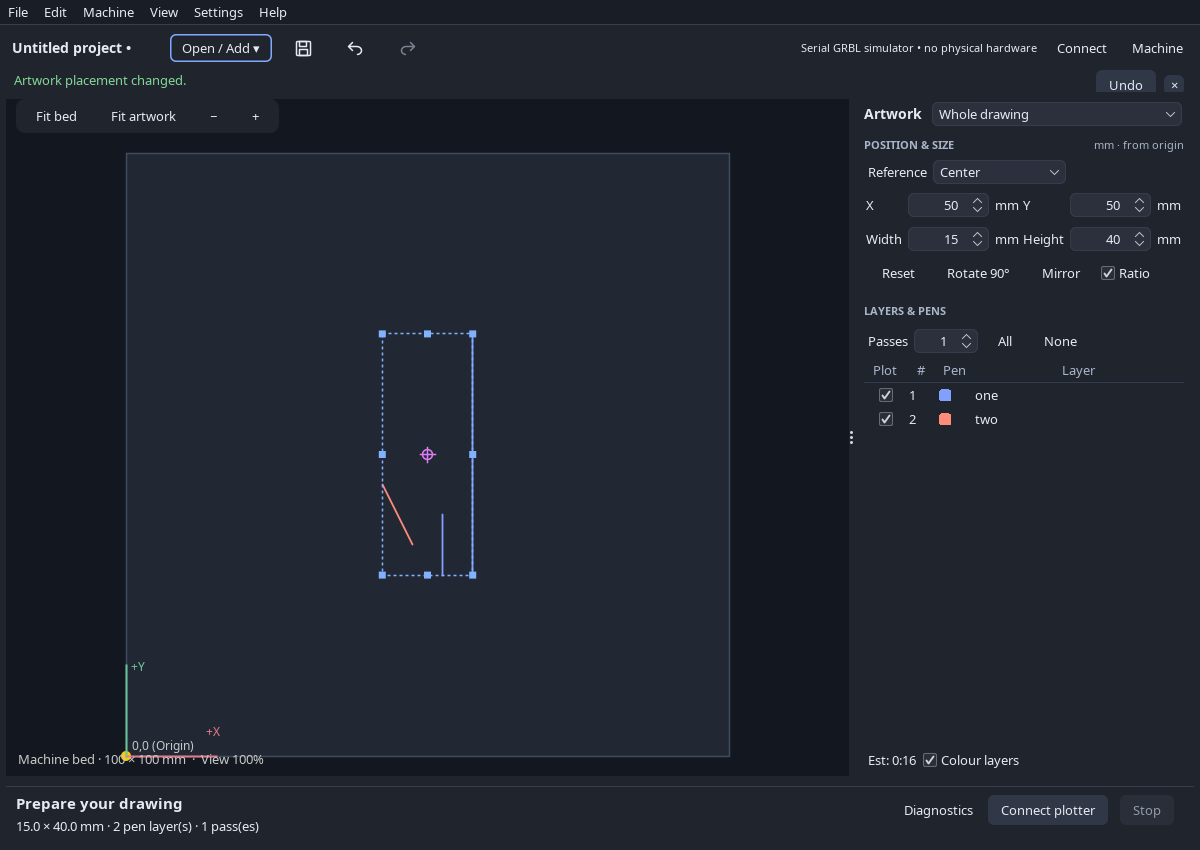 File Edit Machine View Settings Help
Untitled project • Open / Add ▾ Serial GRBL simulator • no physical hardware Connect Machine
Artwork placement changed. Undo ×
Fit bed Fit artwork − +
Artwork Whole drawing
POSITION & SIZE mm · from origin
Reference Center
X 50 mm Y 50 mm
Width 15 mm Height 40 mm
Reset Rotate 90° Mirror Ratio
LAYERS & PENS
Passes 1 All None
Plot # Pen Layer
1 one
2 two
+Y
+X
0,0 (Origin)
Machine bed · 100 × 100 mm · View 100%
Est: 0:16 Colour layers
Prepare your drawing
15.0 × 40.0 mm · 2 pen layer(s) · 1 pass(es)
Diagnostics Connect plotter Stop